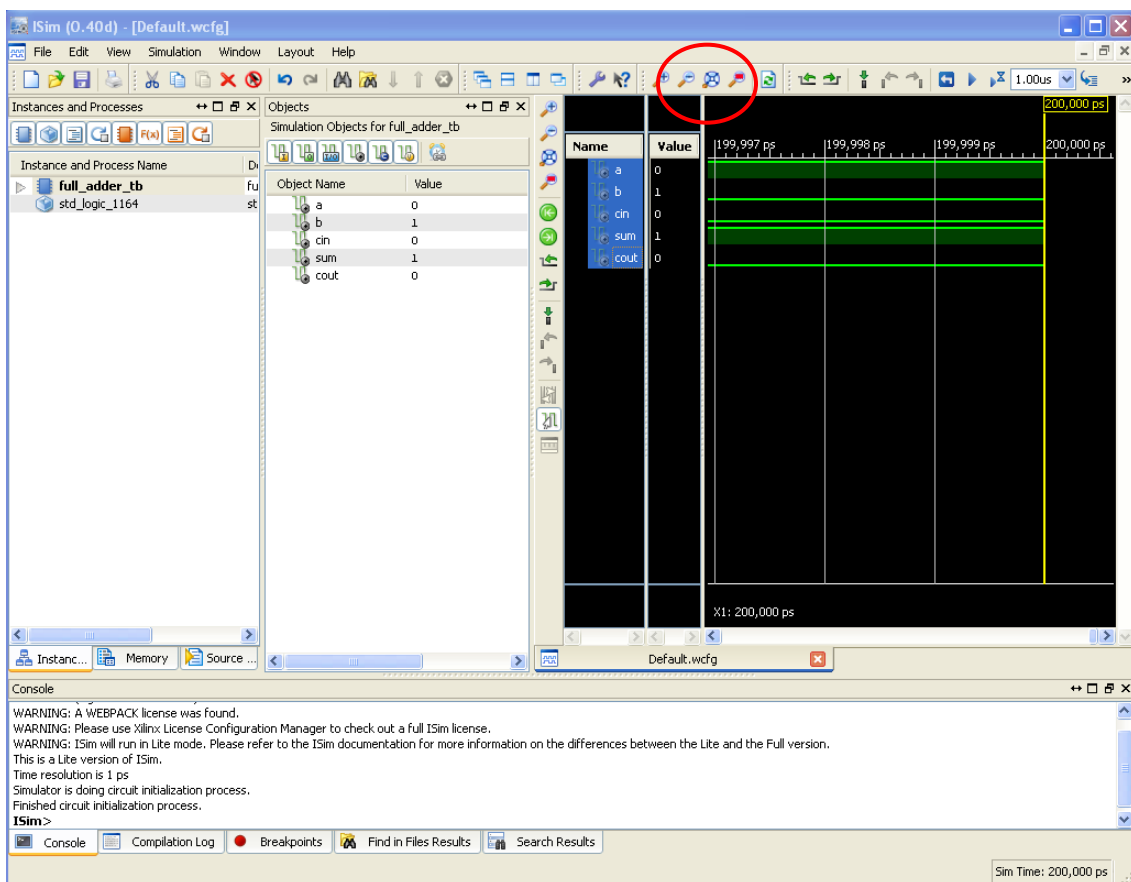 ISim (O.40d) - [Default.wcfg]
File Edit View Simulation Window Layout Help
1.00us
Instances and Processes
Instance and Process Name
full_adder_tb fu
std_logic_1164 st
Instanc... Memory Source ...
Objects
Simulation Objects for full_adder_tb
Object Name Value
a 0
b 1
cin 0
sum 1
cout 0
200,000 ps
Name Value 199,997 ps 199,998 ps 199,999 ps 200,000 ps
a 0
b 1
cin 0
sum 1
cout 0
X1: 200,000 ps
Default.wcfg
Console
WARNING: A WEBPACK license was found.
WARNING: Please use Xilinx License Configuration Manager to check out a full ISim license.
WARNING: ISim will run in Lite mode. Please refer to the ISim documentation for more information on the differences between the Lite and the Full version.
This is a Lite version of ISim.
Time resolution is 1 ps
Simulator is doing circuit initialization process.
Finished circuit initialization process.
ISim>
Console Compilation Log Breakpoints Find in Files Results Search Results
Sim Time: 200,000 ps